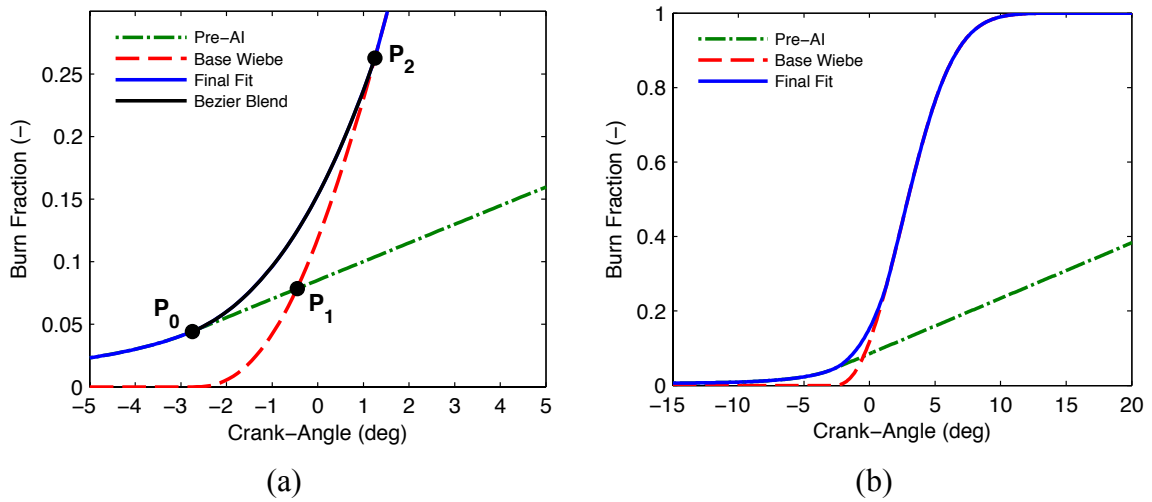 Pre−AI
Base Wiebe
Final Fit
Bezier Blend
P0
P1
P2
0.25
0.2
0.15
0.1
0.05
0
Burn Fraction (−)
−5 −4 −3 −2 −1 0 1 2 3 4 5
Crank−Angle (deg)
(a)
Pre−AI
Base Wiebe
Final Fit
1
0.8
0.6
0.4
0.2
0
Burn Fraction (−)
−15 −10 −5 0 5 10 15 20
Crank−Angle (deg)
(b)